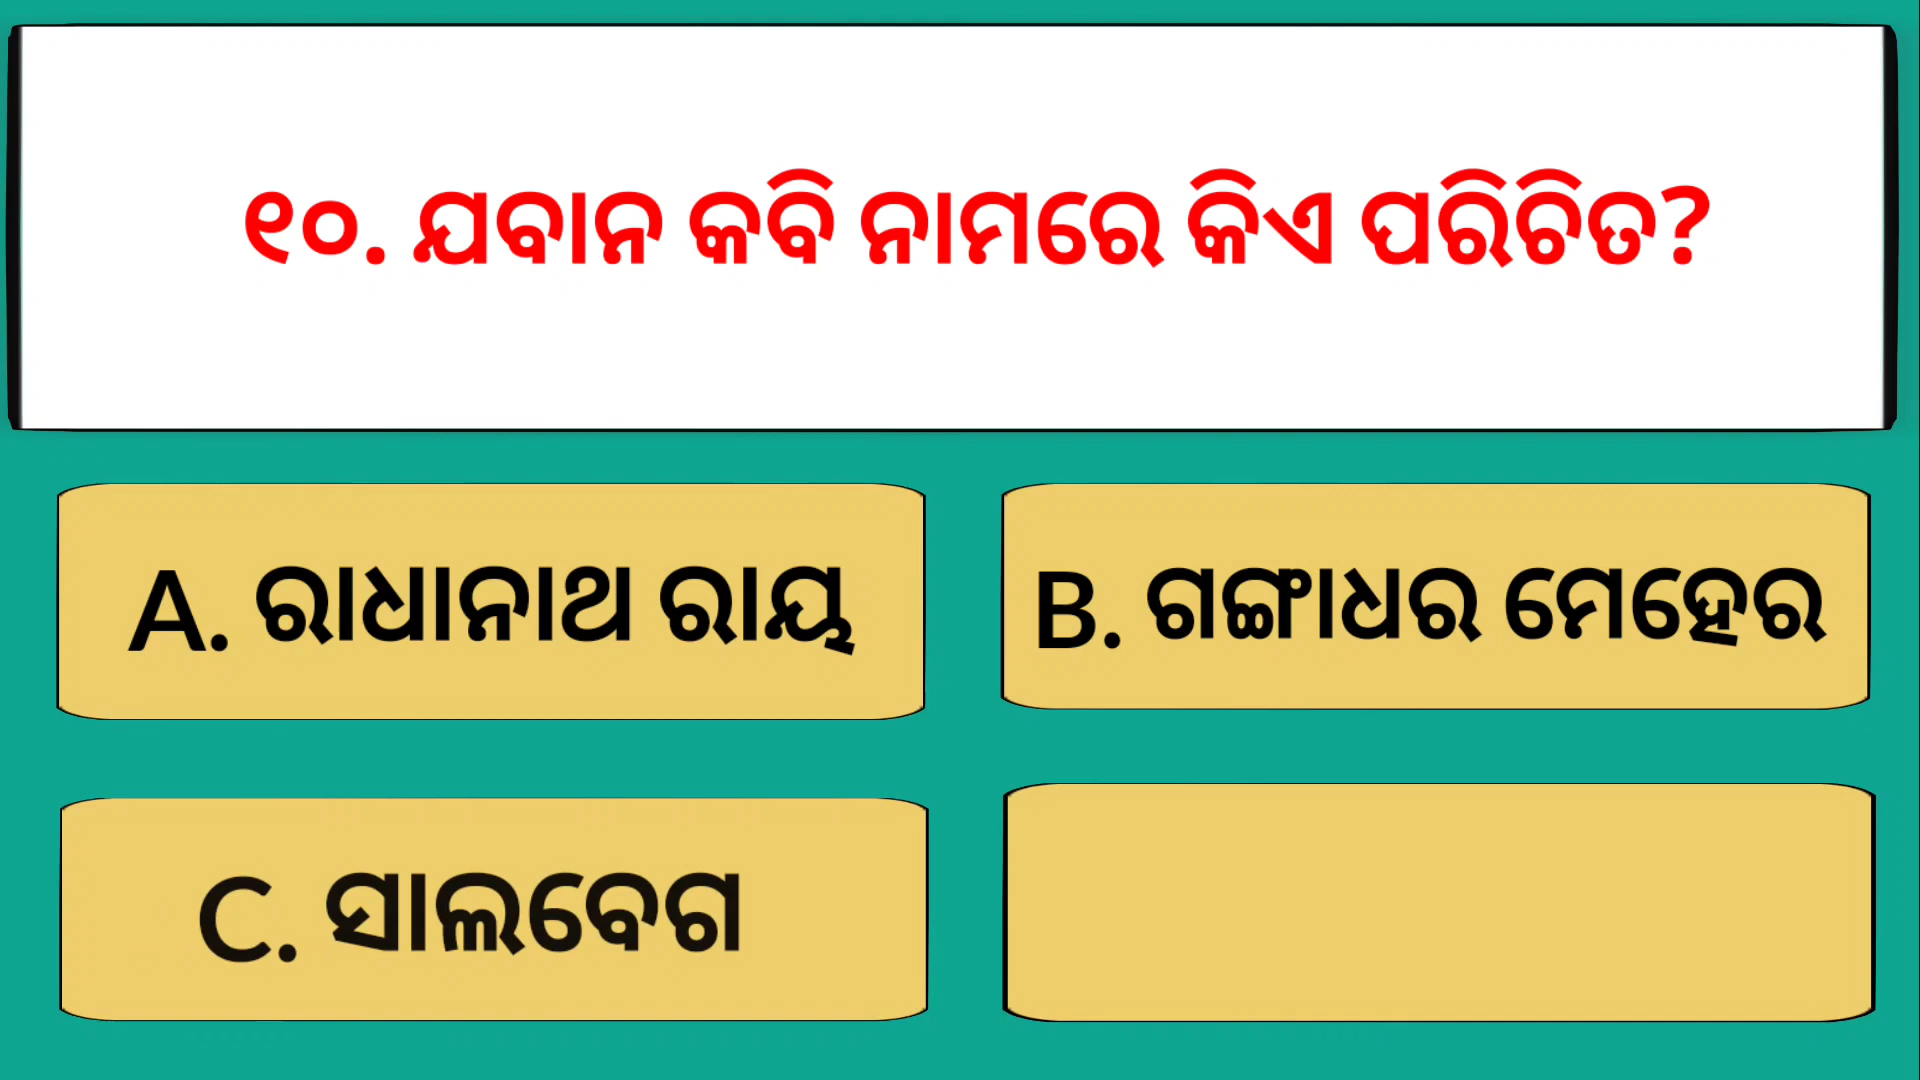 ୧୦. ଯବାନ କବି ନାମରେ କିଏ ପରିଚିତ?
A. ରାଧାନାଥ ରାୟ
B. ଗଙ୍ଗାଧର ମେହେର
C. ସାଲବେଗ